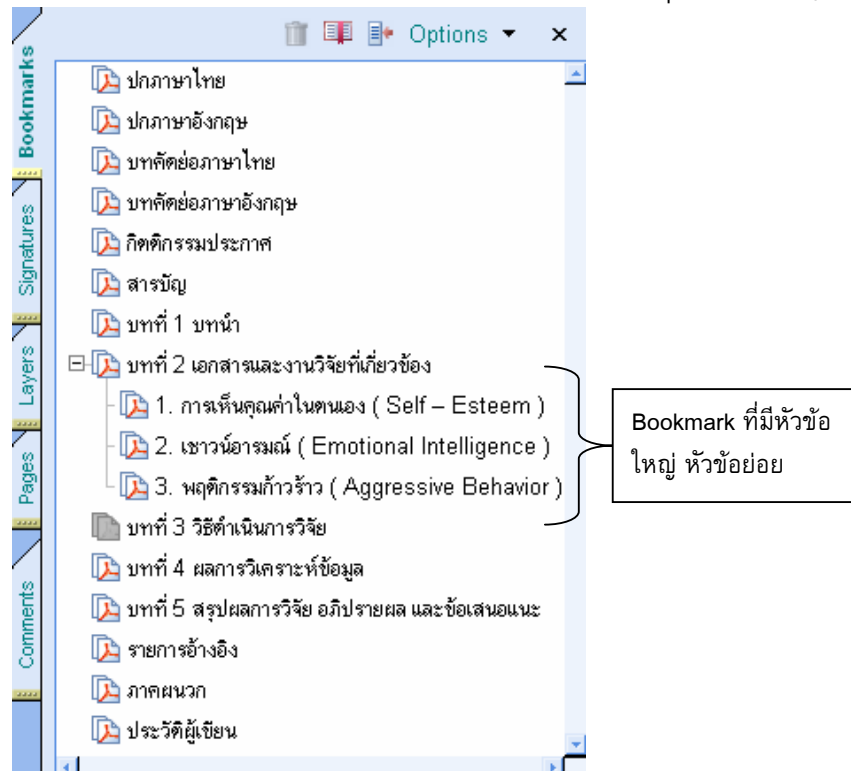 Options
Bookmarks
Signatures
Layers
Pages
Comments
ปกภาษาไทย
ปกภาษาอังกฤษ
บทคัดย่อภาษาไทย
บทคัดย่อภาษาอังกฤษ
กิตติกรรมประกาศ
สารบัญ
บทที่ 1 บทนำ
บทที่ 2 เอกสารและงานวิจัยที่เกี่ยวข้อง
1. การเห็นคุณค่าในตนเอง ( Self – Esteem )
2. เชาวน์อารมณ์ ( Emotional Intelligence )
3. พฤติกรรมก้าวร้าว ( Aggressive Behavior )
บทที่ 3 วิธีดำเนินการวิจัย
บทที่ 4 ผลการวิเคราะห์ข้อมูล
บทที่ 5 สรุปผลการวิจัย อภิปรายผล และข้อเสนอแนะ
รายการอ้างอิง
ภาคผนวก
ประวัติผู้เขียน
Bookmark ที่มีหัวข้อ
ใหญ่ หัวข้อย่อย